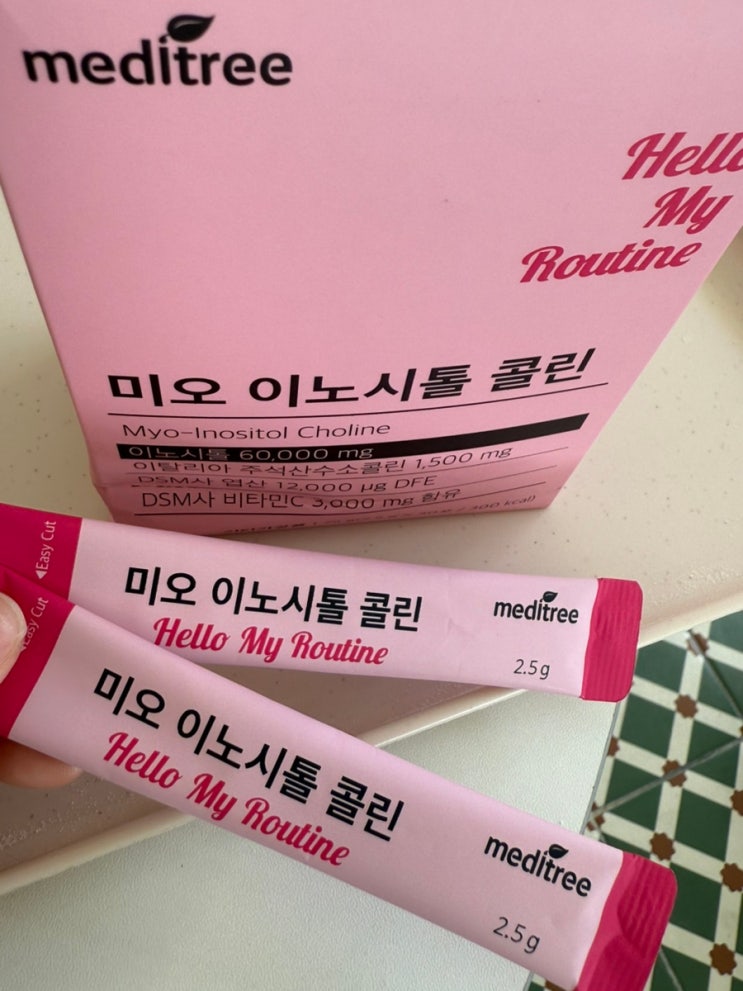 meditree
Hello
My
Routine
미오 이노시톨 콜린
Myo-Inositol Choline
이노시톨 60,000 mg
이탈리아 주석산수소콜린 1,500 mg
DSM사 엽산 12,000 μg DFE
DSM사 비타민C 3,000 mg 함유
300 kcal)
◀Easy Cut
미오 이노시톨 콜린
Hello My Routine
meditree
2.5g
Easy Cut
미오 이노시톨 콜린
Hello My Routine
meditree
2.5g